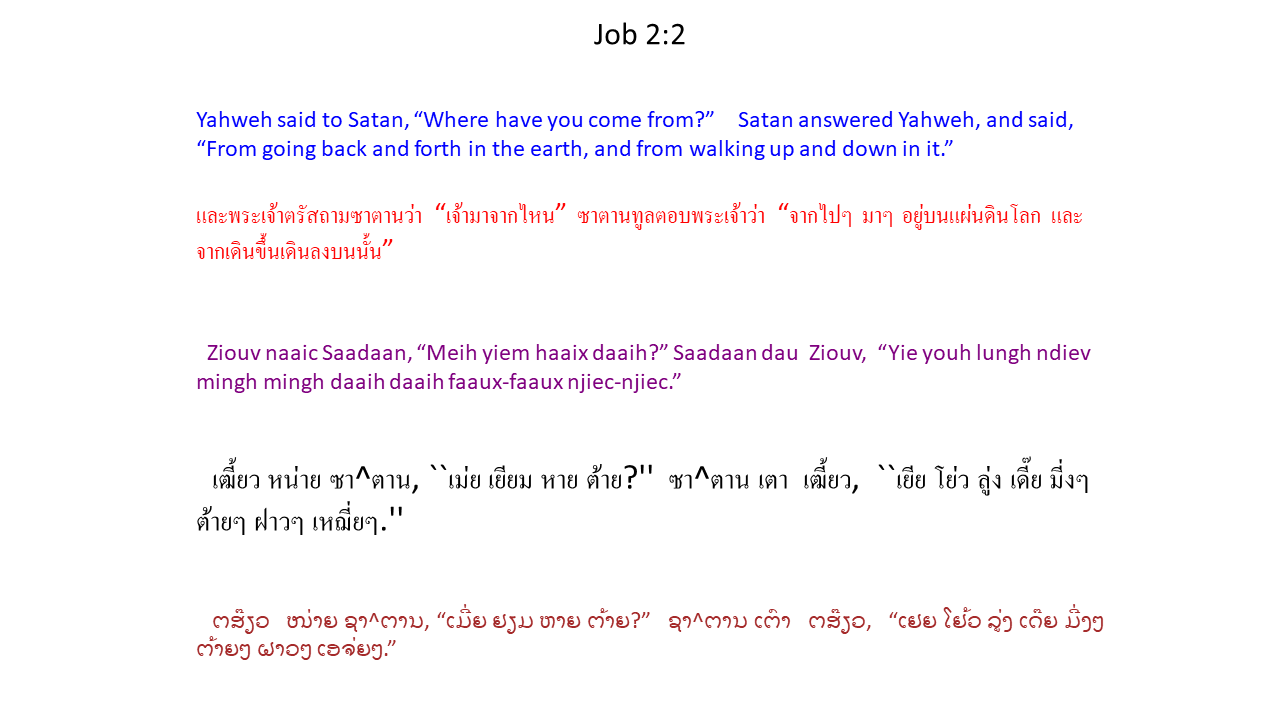 Job 2:2
Yahweh said to Satan, “Where have you come from?” Satan answered Yahweh, and said,
“From going back and forth in the earth, and from walking up and down in it.”
และพระเจ้าตรัสถามซาตานว่า “เจ้ามาจากไหน” ซาตานทูลตอบพระเจ้าว่า “จากไปๆ มาๆ อยู่บนแผ่นดินโลก และ
จากเดินขึ้นเดินลงบนนั้น”
Ziouv naaic Saadaan, “Meih yiem haaix daaih?” Saadaan dau Ziouv, “Yie youh lungh ndiev
mingh mingh daaih daaih faaux-faaux njiec-njiec.”
เฒี้ยว หน่าย ซา^ตาน, ``เม่ย เยียม หาย ต้าย?'' ซา^ตาน เตา เฒี้ยว, ``เยีย โย่ว ลู่ง เดี๊ย มี่งๆ
ต้ายๆ ฝาวๆ เหฌี่ยๆ.''
ຕສ໊ຽວ ໜ່າຍ ຊາ^ຕານ, “ເມີ່ຍ ຢຽມ ຫາຍ ຕ້າຍ?” ຊາ^ຕານ ເຕົາ ຕສ໊ຽວ, “ເຢຍ ໂຢ້ວ ລູ່ງ ເດ໊ຍ ມີ່ງໆ
ຕ້າຍໆ ຝາວໆ ເຈ່ຍໆ.”